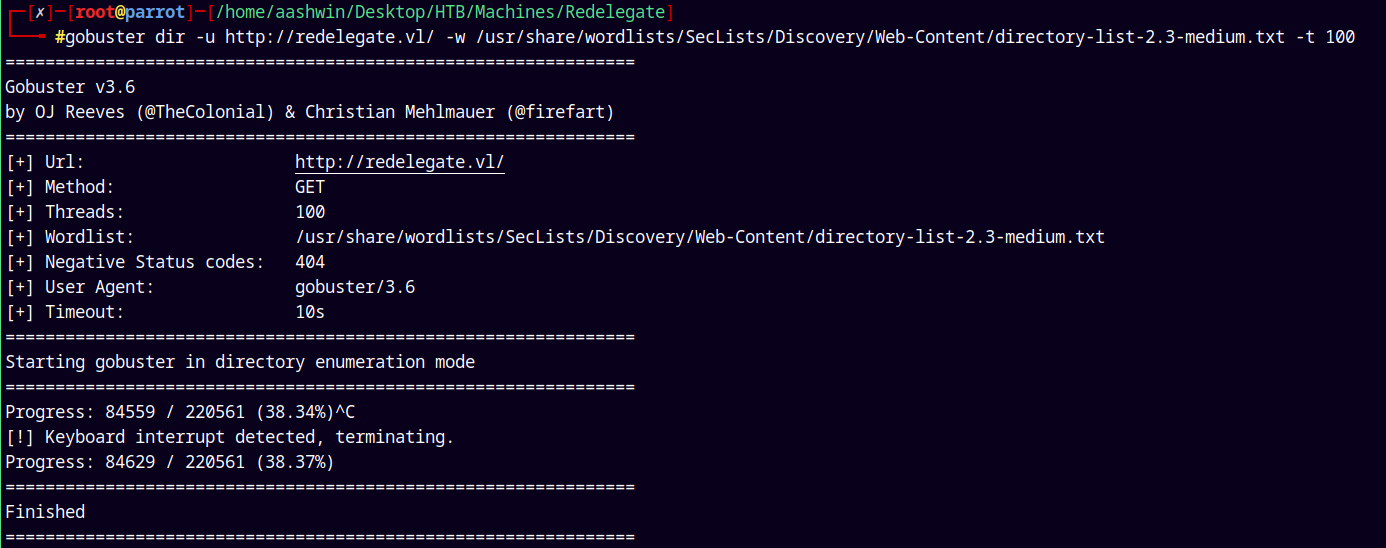 ┌─[✗]─[root@parrot]─[/home/aashwin/Desktop/HTB/Machines/Redelegate]
└──╼ #gobuster dir -u http://redelegate.vl/ -w /usr/share/wordlists/SecLists/Discovery/Web-Content/directory-list-2.3-medium.txt -t 100
===============================================================
Gobuster v3.6
by OJ Reeves (@TheColonial) & Christian Mehlmauer (@firefart)
===============================================================
[+] Url:                     http://redelegate.vl/
[+] Method:                  GET
[+] Threads:                 100
[+] Wordlist:                /usr/share/wordlists/SecLists/Discovery/Web-Content/directory-list-2.3-medium.txt
[+] Negative Status codes:   404
[+] User Agent:              gobuster/3.6
[+] Timeout:                 10s
===============================================================
Starting gobuster in directory enumeration mode
===============================================================
Progress: 84559 / 220561 (38.34%)^C
[!] Keyboard interrupt detected, terminating.
Progress: 84629 / 220561 (38.37%)
===============================================================
Finished
===============================================================